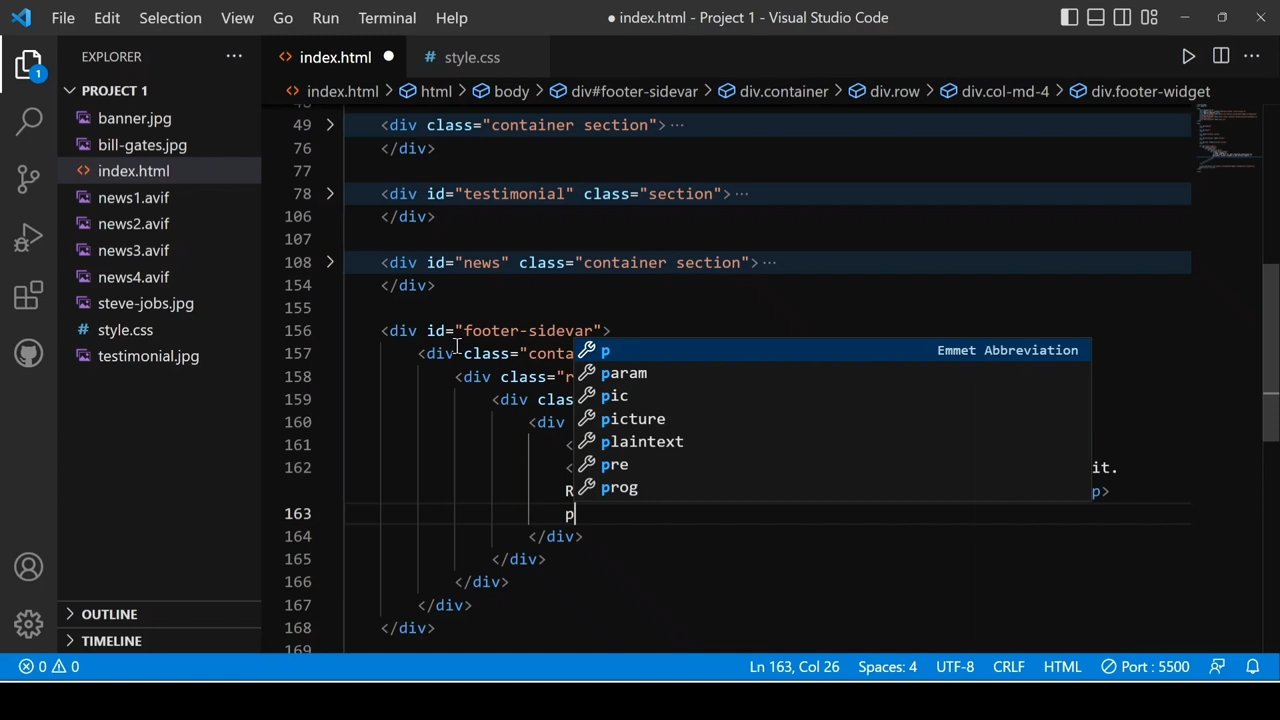 File Edit Selection View Go Run Terminal Help ● index.html - Project 1 - Visual Studio Code
EXPLORER ··· <> index.html ● # style.css ···
1
PROJECT 1 <> index.html > html > body > div#footer-sidevar > div.container > div.row > div.col-md-4 > div.footer-widget
banner.jpg
bill-gates.jpg
<> index.html
news1.avif
news2.avif
news3.avif
news4.avif
steve-jobs.jpg
# style.css
testimonial.jpg
OUTLINE
TIMELINE
49 > <div class="container section">···
76 </div>
77
78 > <div id="testimonial" class="section">···
106 </div>
107
108 > <div id="news" class="container section">···
154 </div>
155
156 <div id="footer-sidevar">
157 <div class="conta
158 <div class="r
159 <div clas
160 <div
161 <
162 < it.
R p>
163 p
164 </div>
165 </div>
166 </div>
167 </div>
168 </div>
169
p Emmet Abbreviation
param
pic
picture
plaintext
pre
prog
0 0 Ln 163, Col 26 Spaces: 4 UTF-8 CRLF HTML Port : 5500